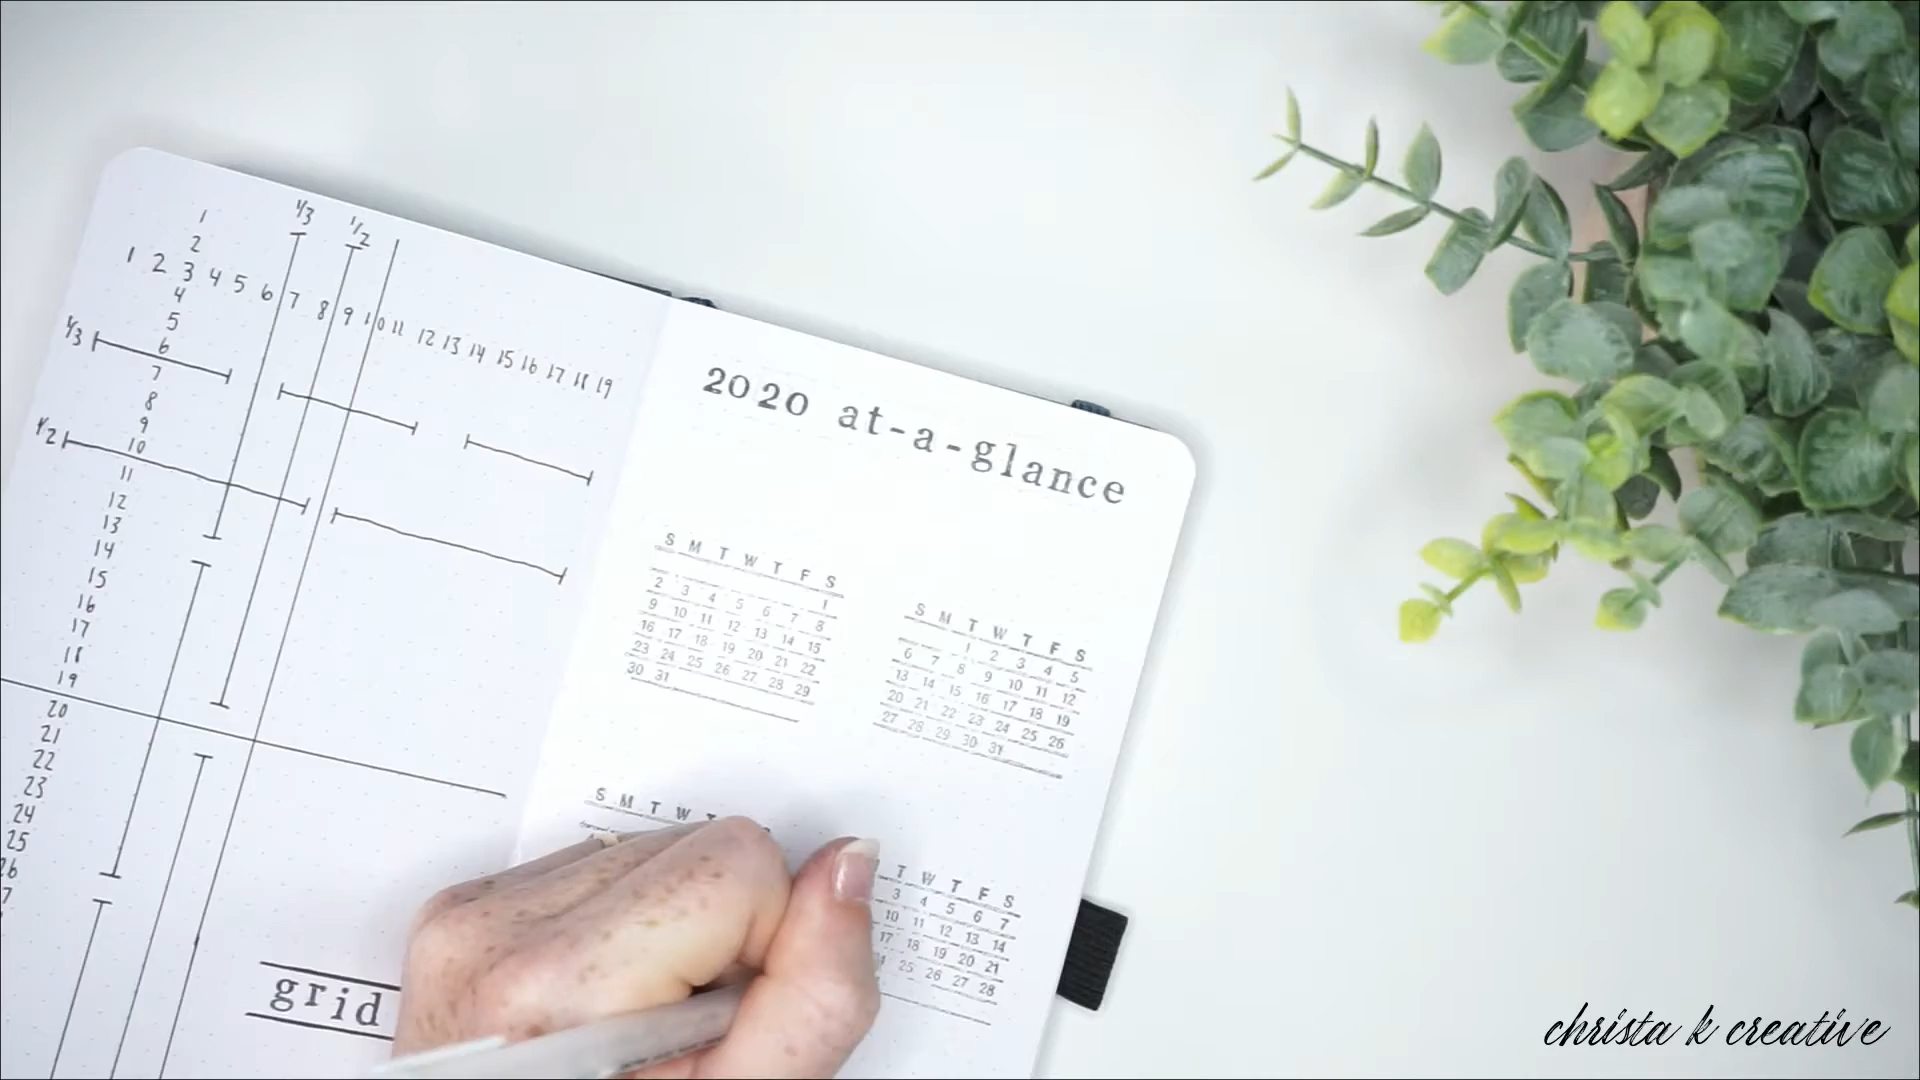 1/3 1/2
1
2
1 2 3 4 5 6 7 8 9 10 11 12 13 14 15 16 17 18 19
4
5
1/3 6
7
8
9
1/2 10
11
12
13
14
15
16
17
18
19
20
21
22
23
24
25
26
7
grid
2020 at-a-glance
S M T W T F S
1
2 3 4 5 6 7 8
9 10 11 12 13 14 15
16 17 18 19 20 21 22
23 24 25 26 27 28 29
30 31
S M T W T F S
1 2 3 4 5
6 7 8 9 10 11 12
13 14 15 16 17 18 19
20 21 22 23 24 25 26
27 28 29 30 31
S M T W T
T W T F S
3 4 5 6 7
10 11 12 13 14
17 18 19 20 21
25 26 27 28
christa k creative